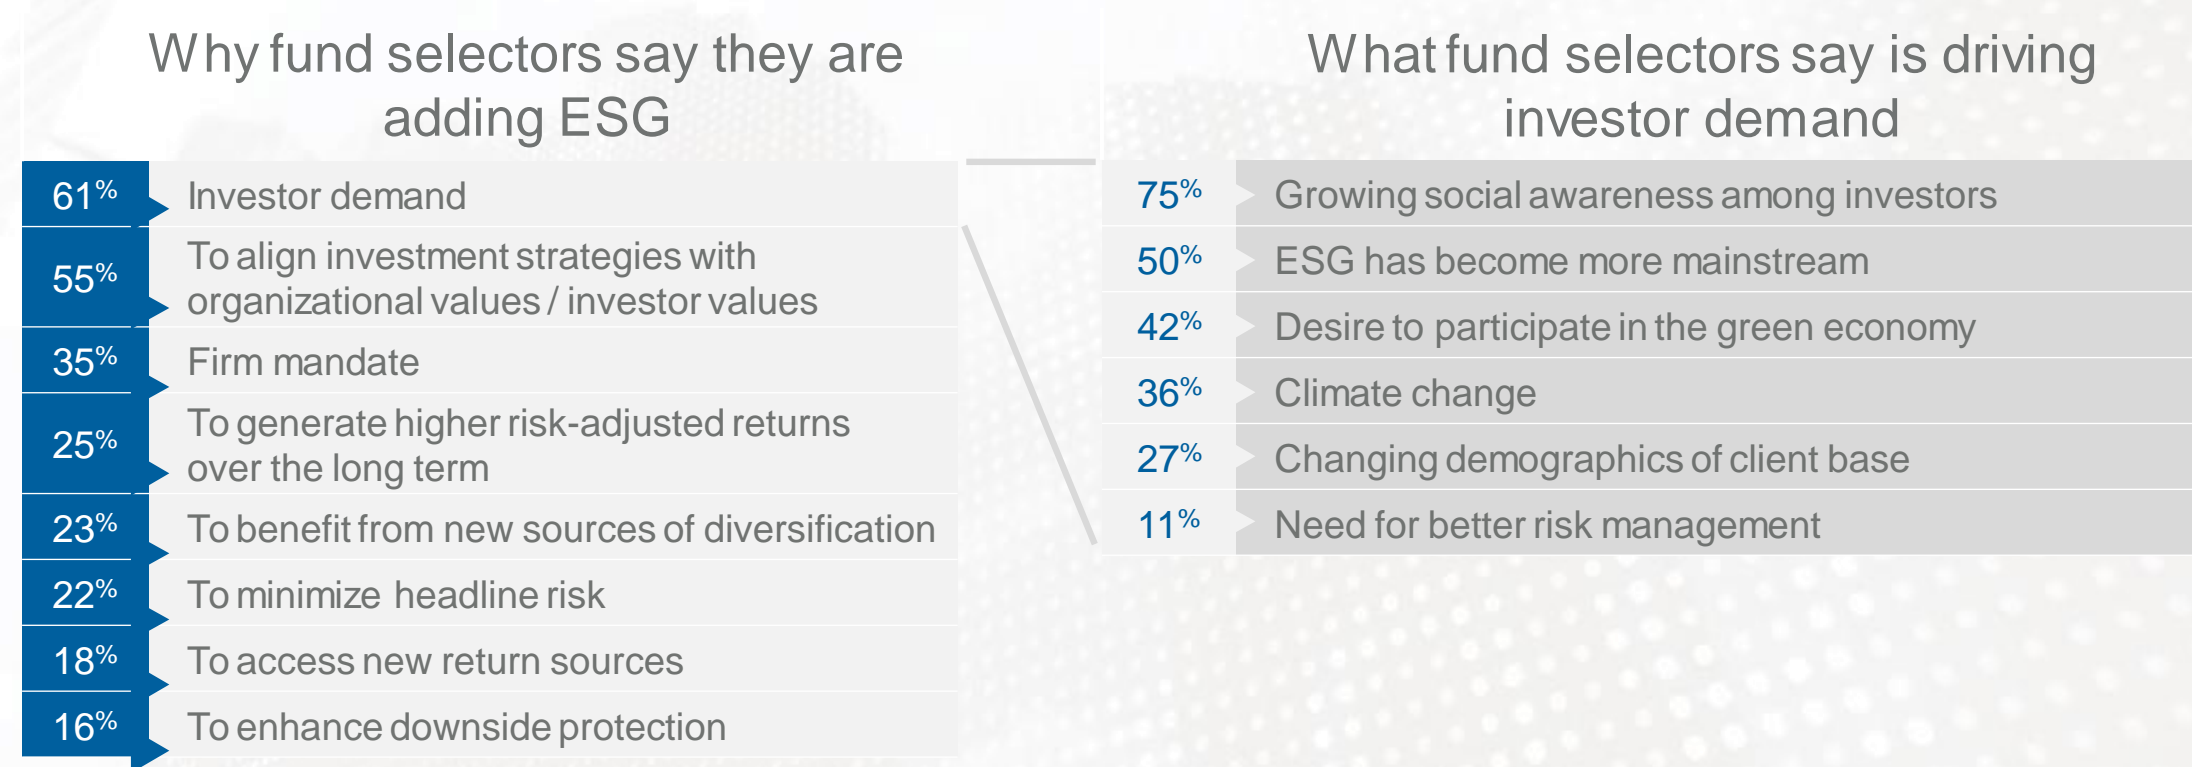 Why fund selectors say they are
adding ESG
61% Investor demand
55% To align investment strategies with
organizational values / investor values
35% Firm mandate
25% To generate higher risk-adjusted returns
over the long term
23% To benefit from new sources of diversification
22% To minimize headline risk
18% To access new return sources
16% To enhance downside protection
What fund selectors say is driving
investor demand
75% Growing social awareness among investors
50% ESG has become more mainstream
42% Desire to participate in the green economy
36% Climate change
27% Changing demographics of client base
11% Need for better risk management